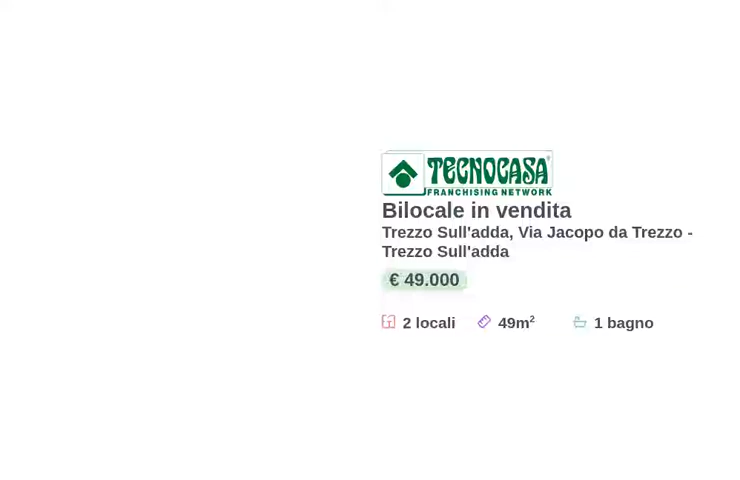 TECNOCASA®
FRANCHISING NETWORK
Bilocale in vendita
Trezzo Sull'adda, Via Jacopo da Trezzo -
Trezzo Sull'adda
€ 49.000
2 locali 49m² 1 bagno